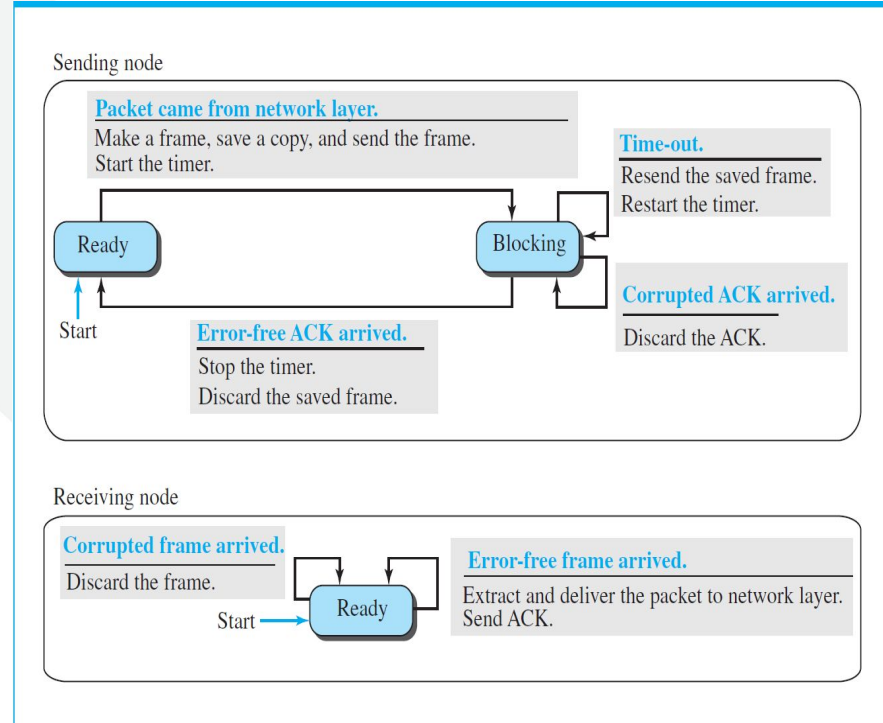 Sending node
Packet came from network layer.
Make a frame, save a copy, and send the frame.
Start the timer.
Time-out.
Resend the saved frame.
Restart the timer.
Ready
Blocking
Start
Error-free ACK arrived.
Stop the timer.
Discard the saved frame.
Corrupted ACK arrived.
Discard the ACK.
Receiving node
Corrupted frame arrived.
Discard the frame.
Start
Ready
Error-free frame arrived.
Extract and deliver the packet to network layer.
Send ACK.